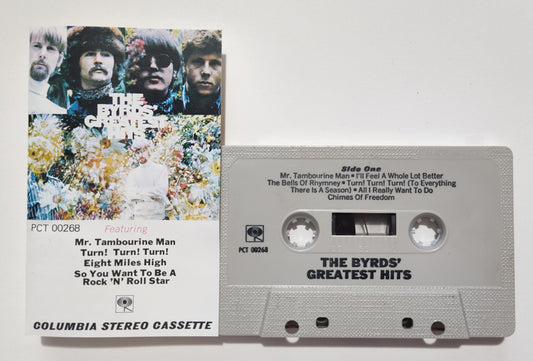 THE
BYRDS'
GREATEST
HITS
PCT 00268
Featuring
Mr. Tambourine Man
Turn! Turn! Turn!
Eight Miles High
So You Want To Be A
Rock 'N' Roll Star
COLUMBIA STEREO CASSETTE
Side One
Mr. Tambourine Man • I'll Feel A Whole Lot Better
The Bells Of Rhymney • Turn! Turn! Turn! (To Everything
There Is A Season) • All I Really Want To Do
Chimes Of Freedom
PCT 00268
THE BYRDS'
GREATEST HITS